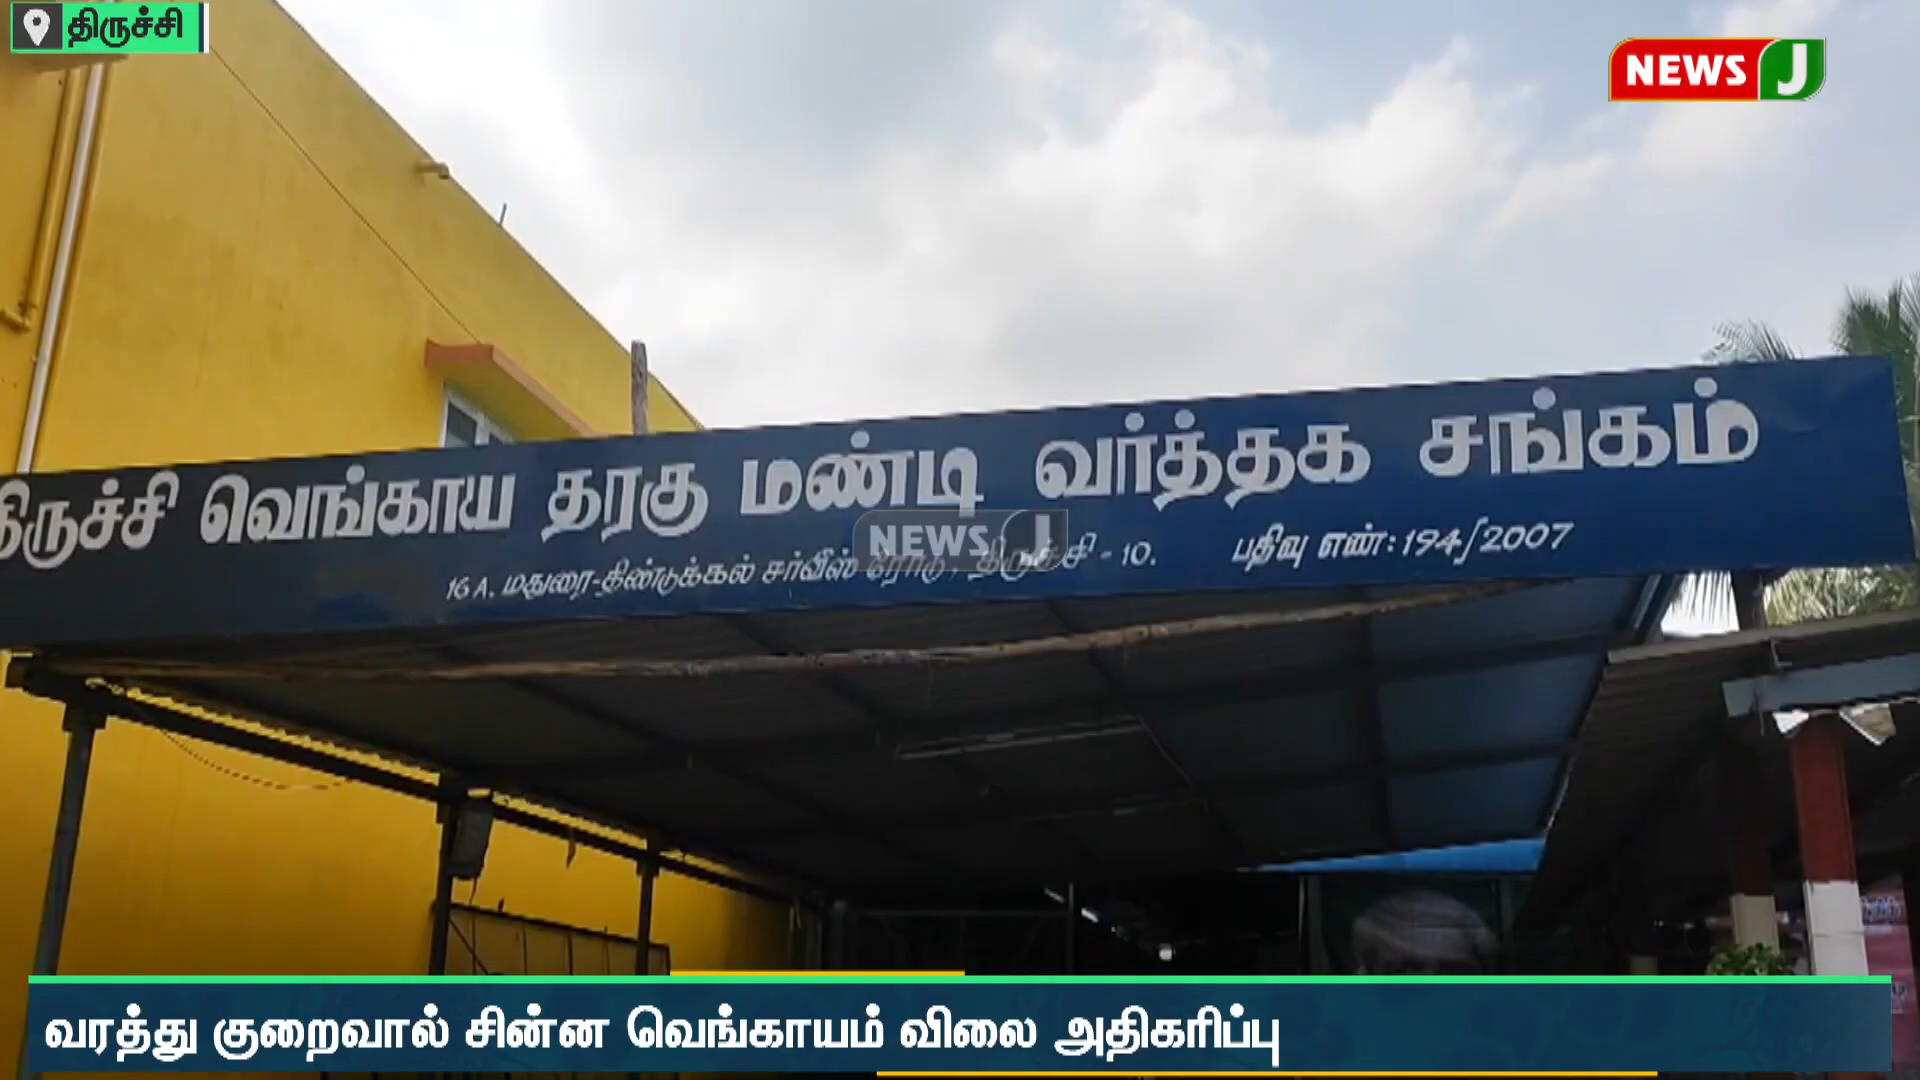 திருச்சி
NEWS J
திருச்சி வெங்காய தரகு மண்டி வர்த்தக சங்கம்
NEWS J
16 A, மதுரை-திண்டுக்கல் சர்வீஸ் ரோடு, திருச்சி - 10.
பதிவு எண்: 194/2007
வரத்து குறைவால் சின்ன வெங்காயம் விலை அதிகரிப்பு